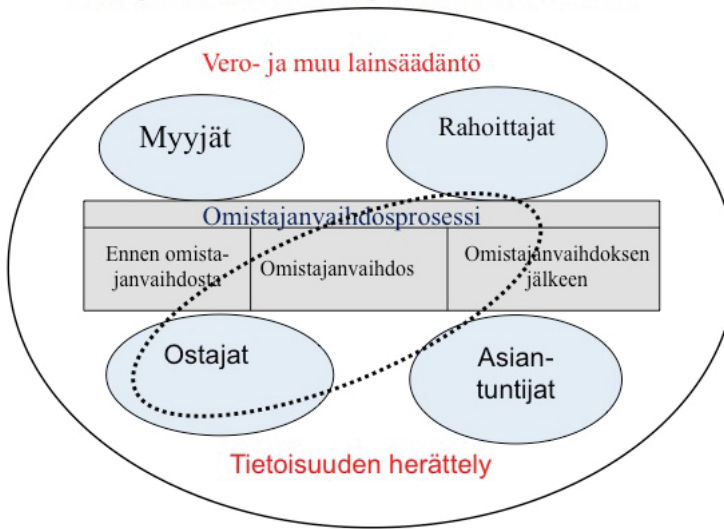 Vero- ja muu lainsäädäntö
Myyjät
Rahoittajat
Omistajanvaihdosprosessi
Ennen omista-
janvaihdosta
Omistajanvaihdos
Omistajanvaihdoksen
jälkeen
Ostajat
Asian-
tuntijat
Tietoisuuden herättely